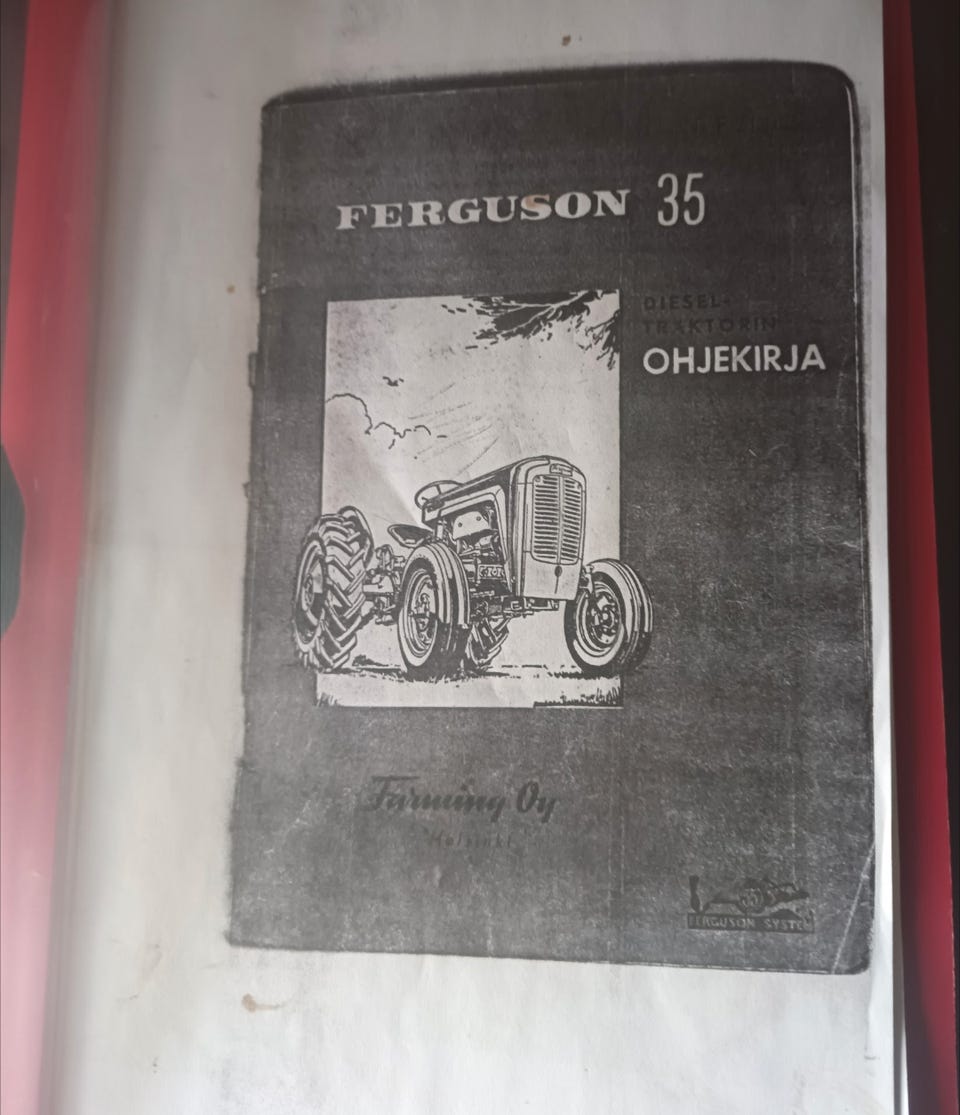 FERGUSON 35
DIESEL-
TRAKTORIN
OHJEKIRJA
Farming Oy
Helsinki
FERGUSON SYSTEM